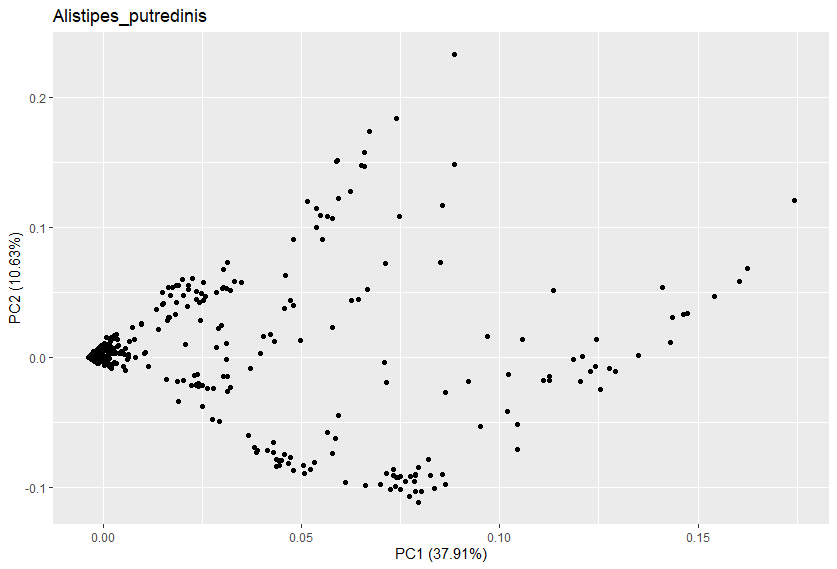 Alistipes_putredinis
PC2 (10.63%)
0.2
0.1
0.0
-0.1
0.00 0.05 0.10 0.15
PC1 (37.91%)